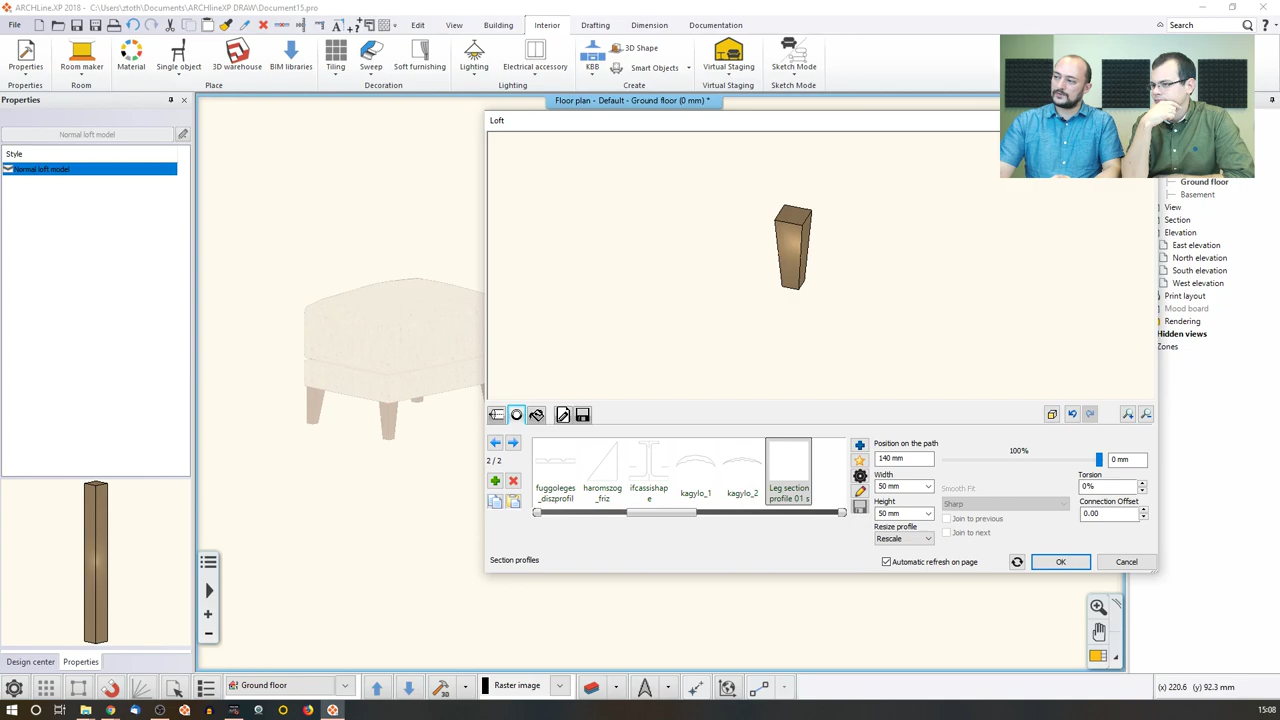 ARCHLine.XP 2018 - C:\Users\ztoth\Documents\ARCHlineXP DRAW\Document15.pro
File
Edit
View
Building
Interior
Drafting
Dimension
Documentation
Search
Properties
Room maker
Material
Single object
3D warehouse
BIM libraries
Tiling
Sweep
Soft furnishing
Lighting
Electrical accessory
KBB
3D Shape
Smart Objects
Virtual Staging
Sketch Mode
Properties
Room
Place
Decoration
Lighting
Create
Virtual Staging
Sketch Mode
Properties
Floor plan - Default - Ground floor (0 mm) *
Normal loft model
Style
Normal loft model
Loft
Ground floor
Basement
View
Section
Elevation
East elevation
North elevation
South elevation
West elevation
Print layout
Mood board
Rendering
Hidden views
Zones
2 / 2
fuggoleges
_diszprofil
haromszog
_friz
ifcassishap
e
kagylo_1
kagylo_2
Leg section
profile 01 s
Position on the path
140 mm
100%
0 mm
Width
50 mm
Smooth Fit
Sharp
Torsion
0%
Height
50 mm
Join to previous
Connection Offset
0.00
Resize profile
Rescale
Join to next
Section profiles
Automatic refresh on page
OK
Cancel
Design center
Properties
Ground floor
3D
Raster image
(x) 220.6 (y) 92.3 mm
15:08